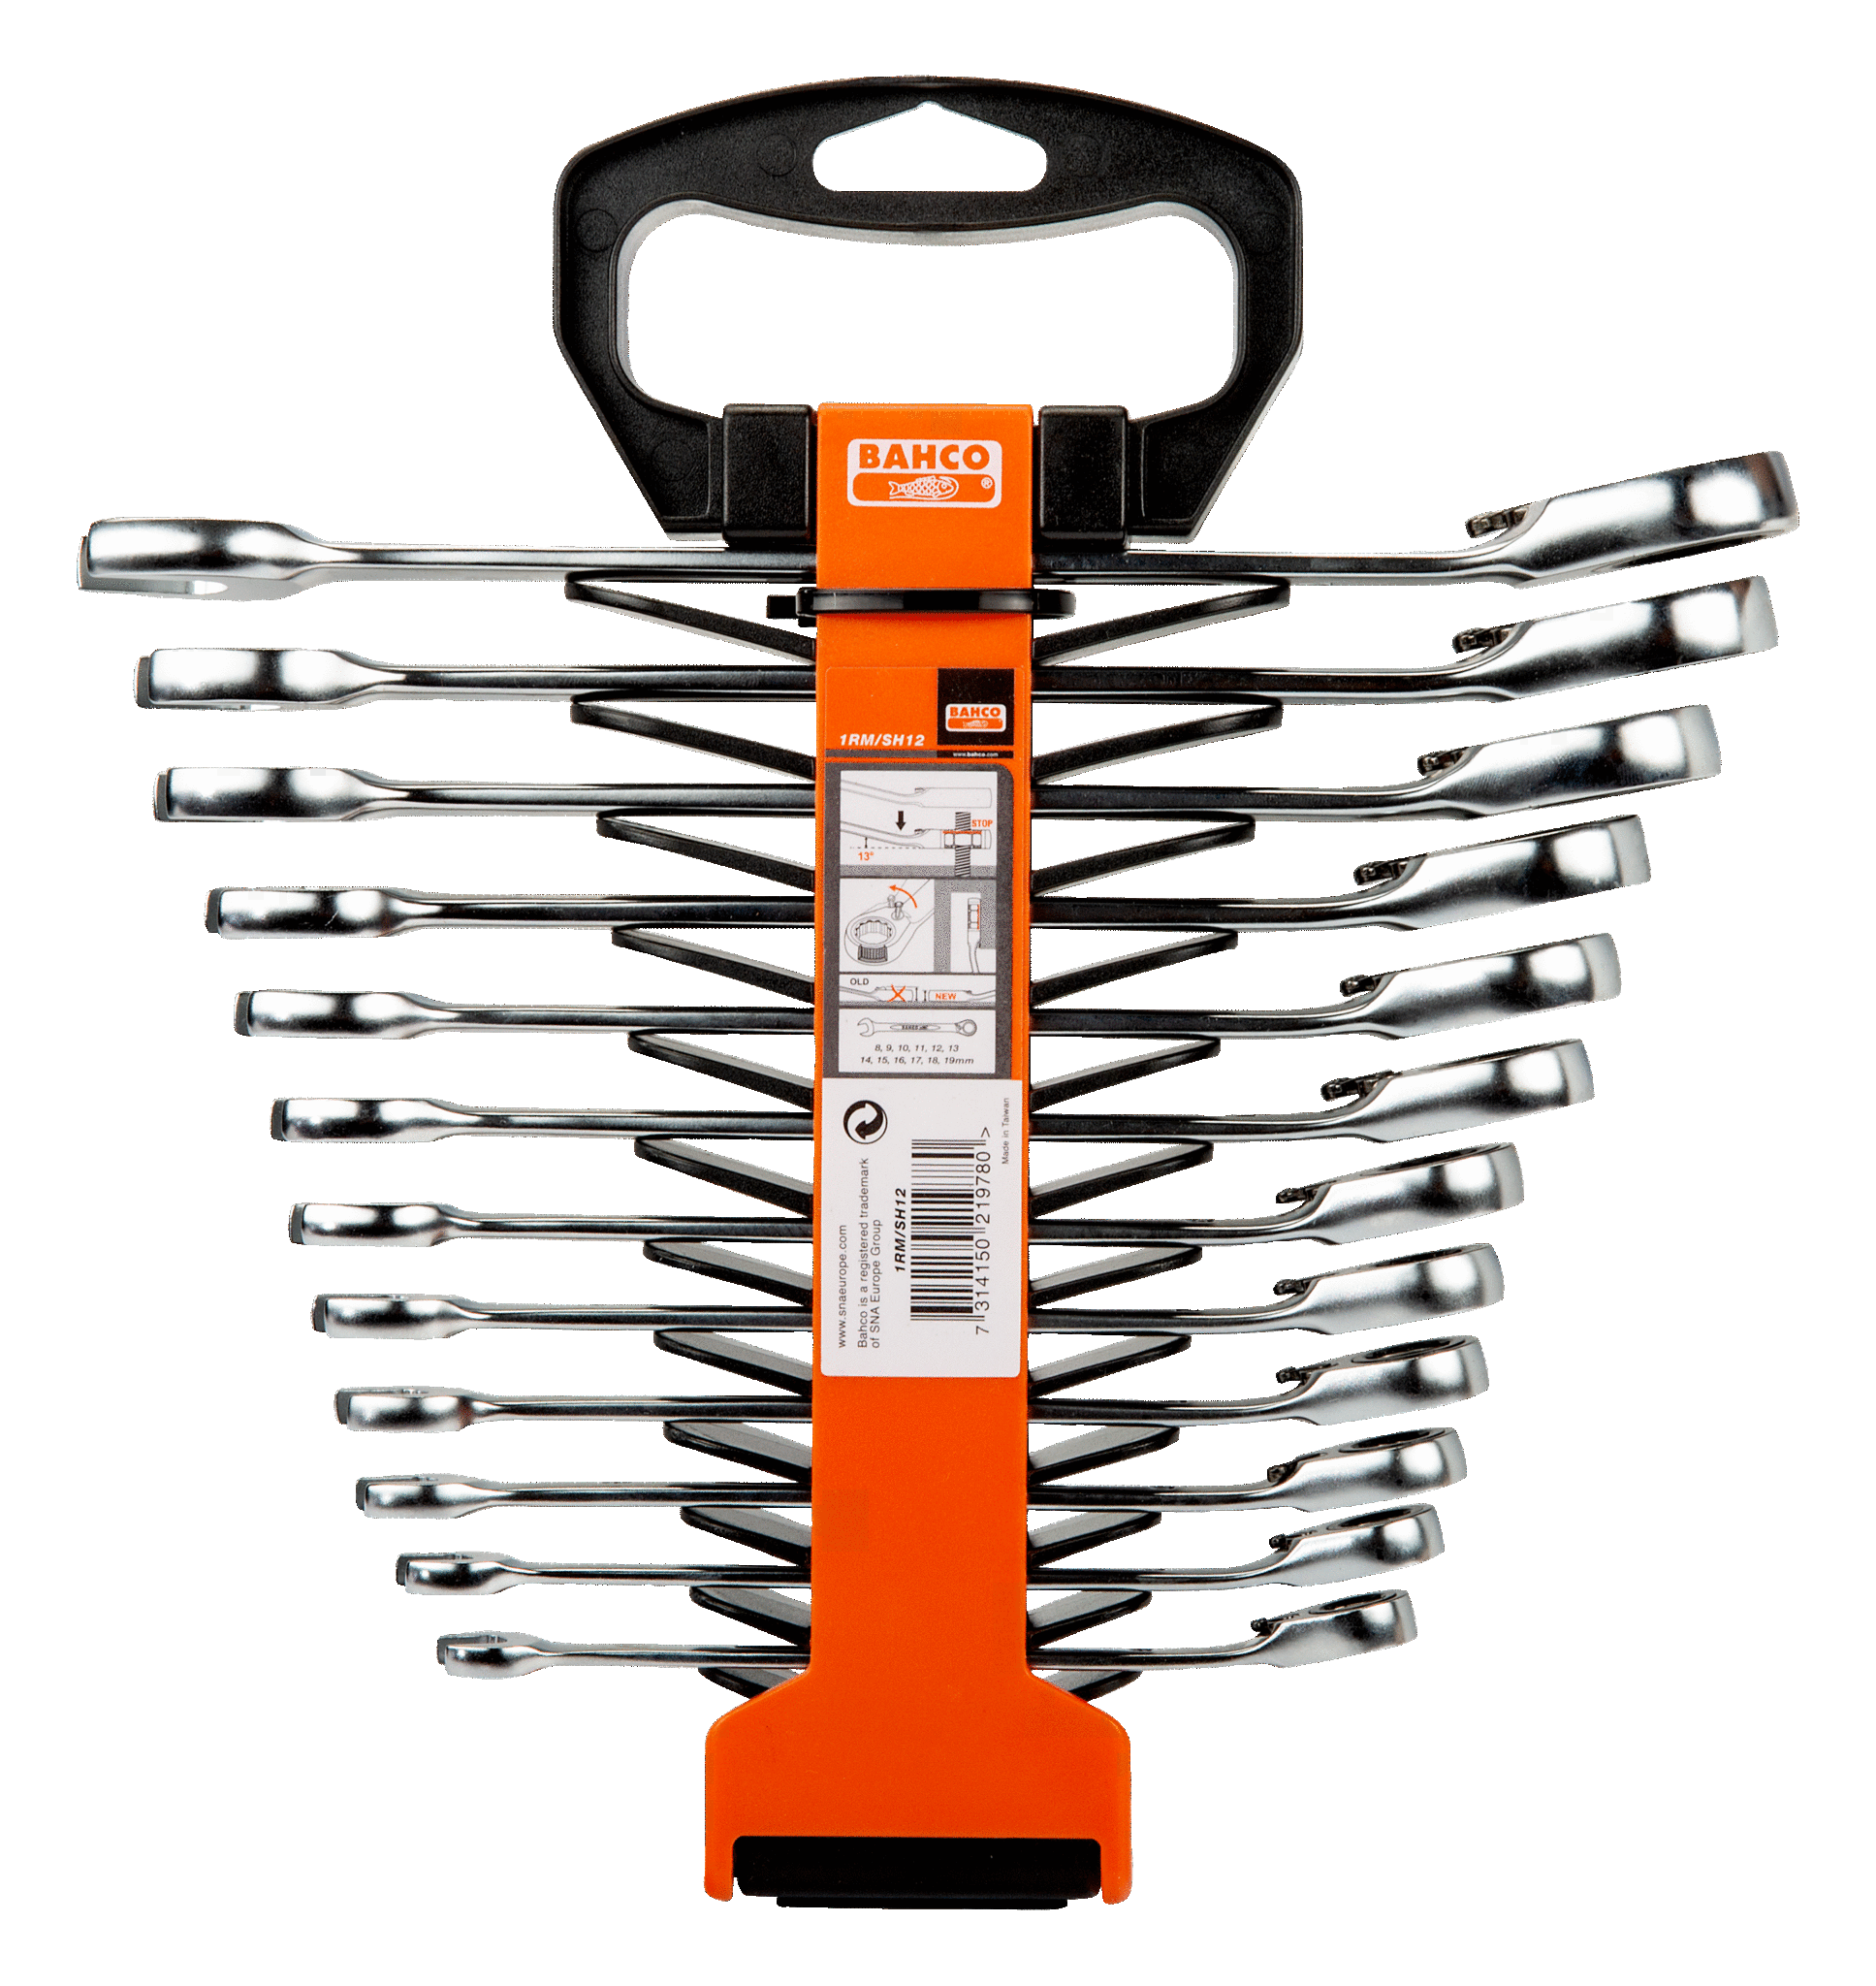 BAHCO
®
BAHCO
1RM/SH12
www.bahco.com
STOP
13°
OLD
NEW
BAHCO
8, 9, 10, 11, 12, 13
14, 15, 16, 17, 18, 19mm
Made in Taiwan
www.snaeurope.com
Bahco is a registered trademark
of SNA Europe Group
1RM/SH12
7 314150 219780 >